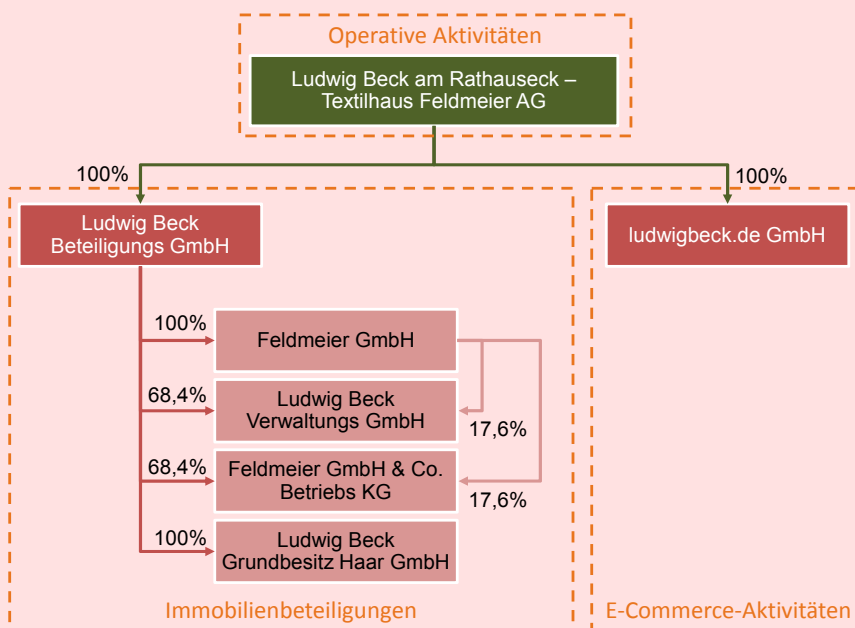 Operative Aktivitäten
Ludwig Beck am Rathauseck –
Textilhaus Feldmeier AG
100%
100%
Ludwig Beck
Beteiligungs GmbH
ludwigbeck.de GmbH
100%
Feldmeier GmbH
68,4%
Ludwig Beck
Verwaltungs GmbH
17,6%
68,4%
Feldmeier GmbH & Co.
Betriebs KG
17,6%
100%
Ludwig Beck
Grundbesitz Haar GmbH
Immobilienbeteiligungen
E-Commerce-Aktivitäten